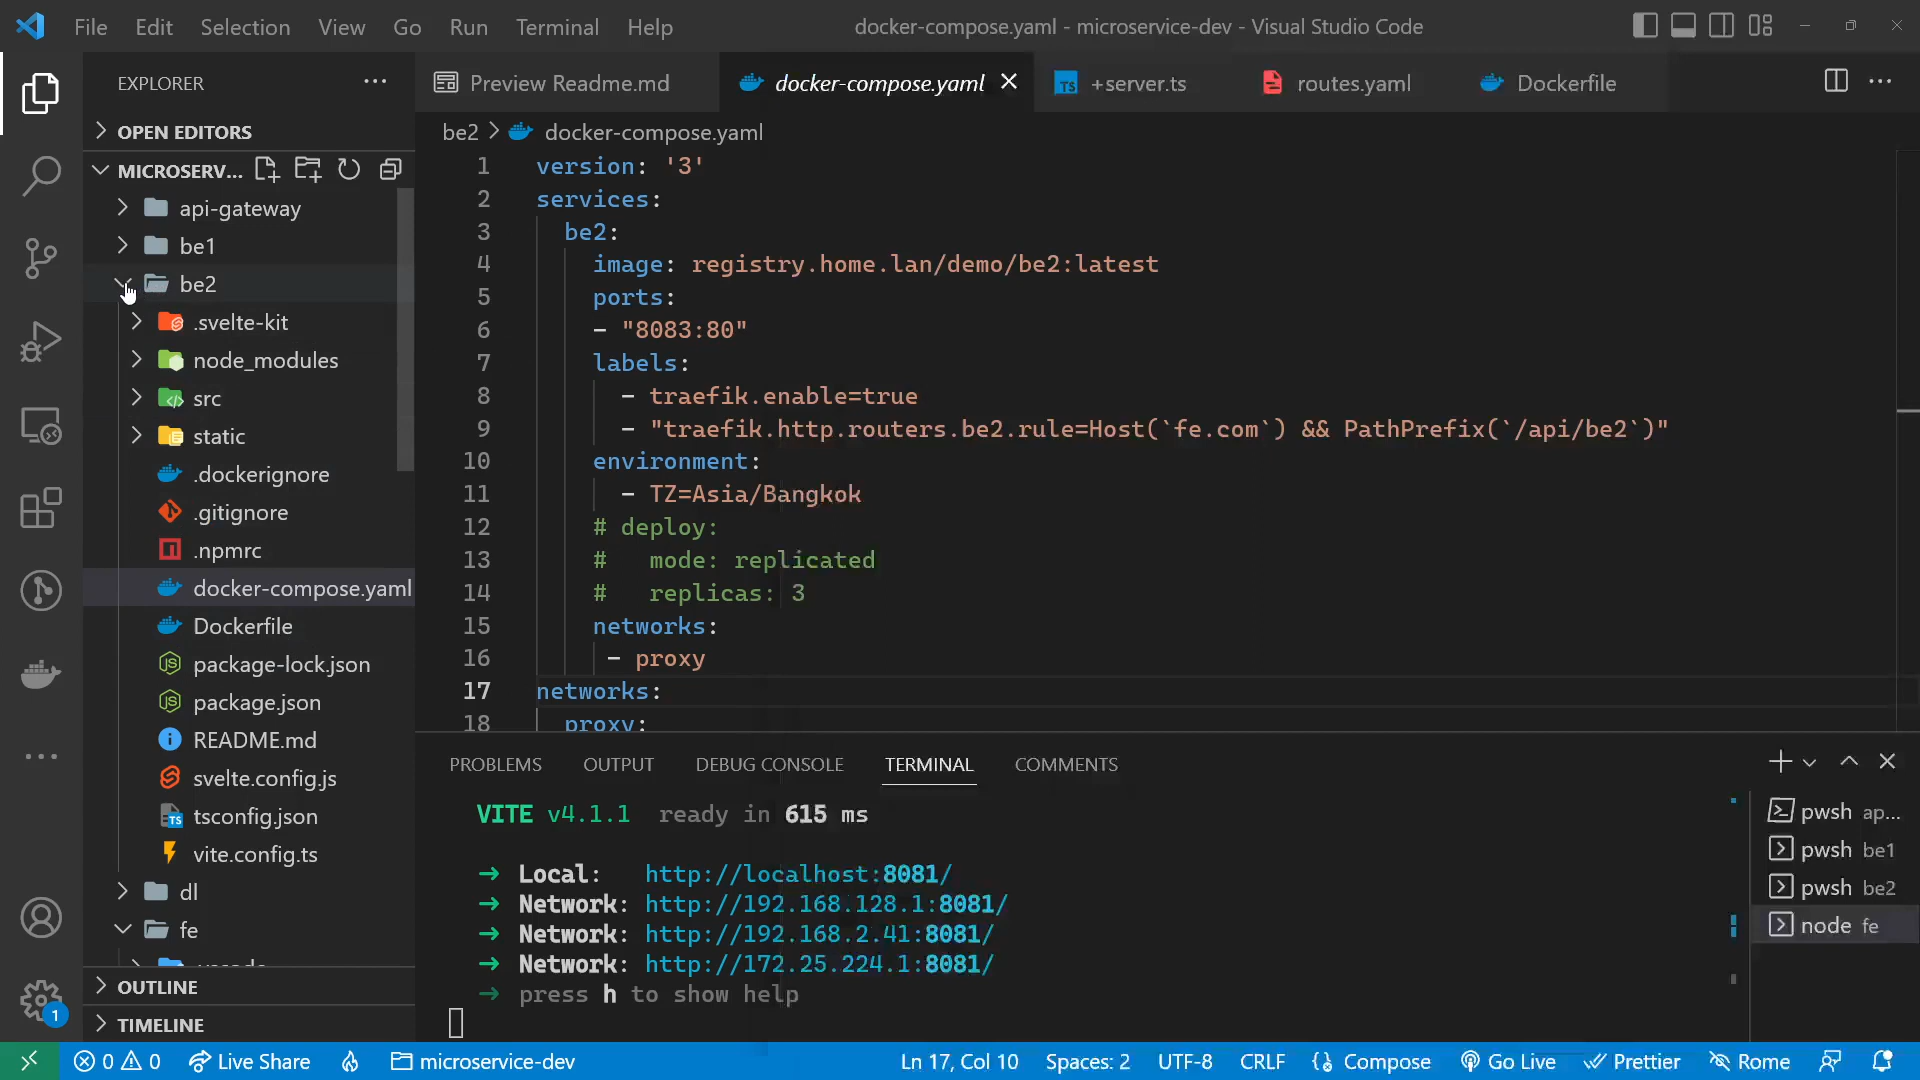 File Edit Selection View Go Run Terminal Help
docker-compose.yaml - microservice-dev - Visual Studio Code
EXPLORER
OPEN EDITORS
MICROSERV...
api-gateway
be1
be2
.svelte-kit
node_modules
src
static
.dockerignore
.gitignore
.npmrc
docker-compose.yaml
Dockerfile
package-lock.json
package.json
README.md
svelte.config.js
tsconfig.json
vite.config.ts
dl
fe
OUTLINE
TIMELINE
Preview Readme.md docker-compose.yaml +server.ts routes.yaml Dockerfile
be2 > docker-compose.yaml
1 version: '3'
2 services:
3 be2:
4 image: registry.home.lan/demo/be2:latest
5 ports:
6 - "8083:80"
7 labels:
8 - traefik.enable=true
9 - "traefik.http.routers.be2.rule=Host(`fe.com`) && PathPrefix(`/api/be2`)"
10 environment:
11 - TZ=Asia/Bangkok
12 # deploy:
13 # mode: replicated
14 # replicas: 3
15 networks:
16 - proxy
17 networks:
18 proxy:
PROBLEMS OUTPUT DEBUG CONSOLE TERMINAL COMMENTS
VITE v4.1.1 ready in 615 ms
➜ Local: http://localhost:8081/
➜ Network: http://192.168.128.1:8081/
➜ Network: http://192.168.2.41:8081/
➜ Network: http://172.25.224.1:8081/
➜ press h to show help
pwsh ap...
pwsh be1
pwsh be2
node fe
1
0 0 Live Share microservice-dev Ln 17, Col 10 Spaces: 2 UTF-8 CRLF Compose Go Live Prettier Rome